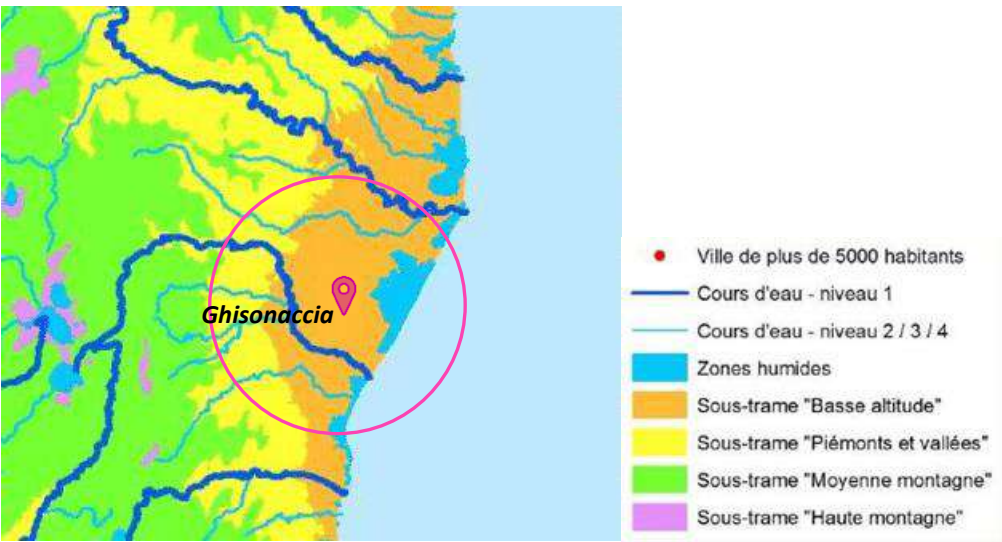 Ghisonaccia
Ville de plus de 5000 habitants
Cours d'eau - niveau 1
Cours d'eau - niveau 2 / 3 / 4
Zones humides
Sous-trame "Basse altitude"
Sous-trame "Piémonts et vallées"
Sous-trame "Moyenne montagne"
Sous-trame "Haute montagne"